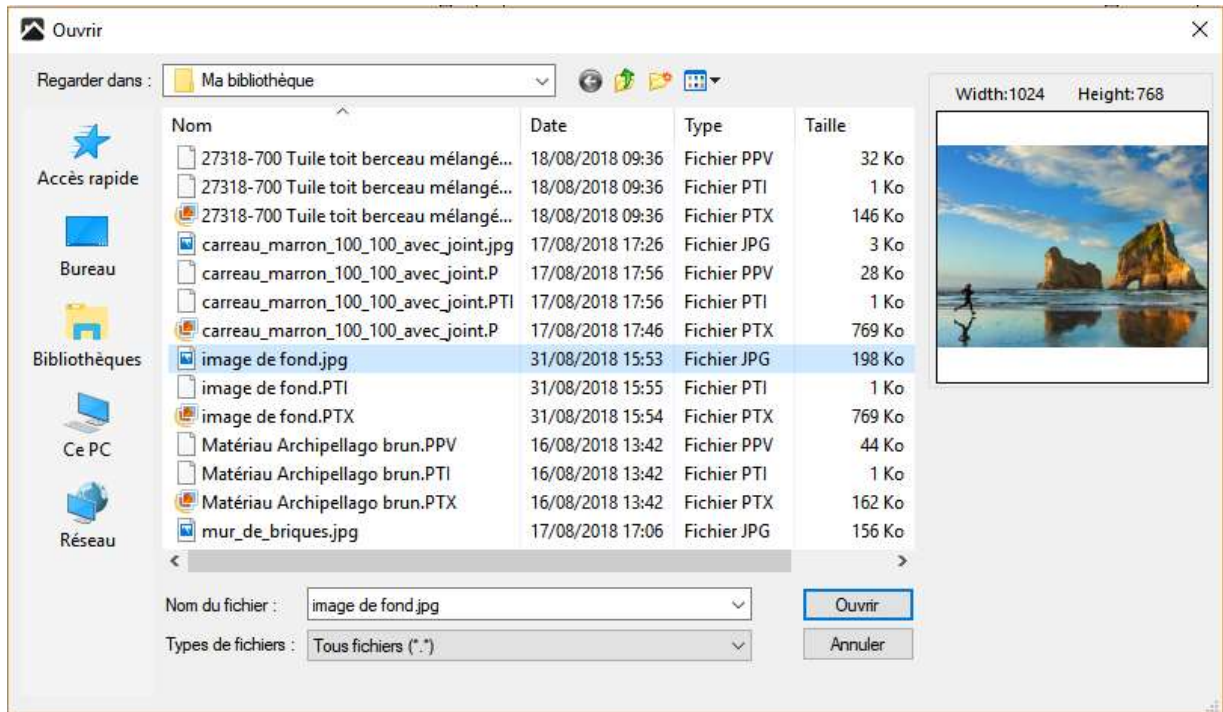 Ouvrir
Regarder dans : Ma bibliothèque
Width:1024 Height:768
Accès rapide
Bureau
Bibliothèques
Ce PC
Réseau
Nom Date Type Taille
27318-700 Tuile toit berceau mélangé... 18/08/2018 09:36 Fichier PPV 32 Ko
27318-700 Tuile toit berceau mélangé... 18/08/2018 09:36 Fichier PTI 1 Ko
27318-700 Tuile toit berceau mélangé... 18/08/2018 09:36 Fichier PTX 146 Ko
carreau_marron_100_100_avec_joint.jpg 17/08/2018 17:26 Fichier JPG 3 Ko
carreau_marron_100_100_avec_joint.P 17/08/2018 17:56 Fichier PPV 28 Ko
carreau_marron_100_100_avec_joint.PTI 17/08/2018 17:56 Fichier PTI 1 Ko
carreau_marron_100_100_avec_joint.P 17/08/2018 17:46 Fichier PTX 769 Ko
image de fond.jpg 31/08/2018 15:53 Fichier JPG 198 Ko
image de fond.PTI 31/08/2018 15:55 Fichier PTI 1 Ko
image de fond.PTX 31/08/2018 15:54 Fichier PTX 769 Ko
Matériau Archipellago brun.PPV 16/08/2018 13:42 Fichier PPV 44 Ko
Matériau Archipellago brun.PTI 16/08/2018 13:42 Fichier PTI 1 Ko
Matériau Archipellago brun.PTX 16/08/2018 13:42 Fichier PTX 162 Ko
mur_de_briques.jpg 17/08/2018 17:06 Fichier JPG 156 Ko
Nom du fichier : image de fond.jpg Ouvrir
Types de fichiers : Tous fichiers (*.*) Annuler